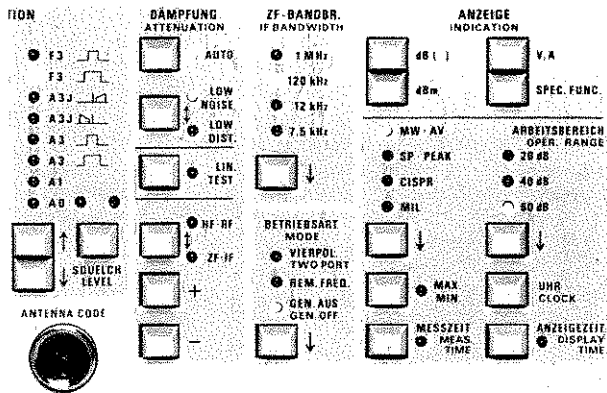 TION
F3
F3
A3J
A3J
A3
A3
A1
A0
SQUELCH
LEVEL
ANTENNA CODE
DÄMPFUNG
ATTENUATION
AUTO
LOW
NOISE
LOW
DIST.
LIN.
TEST
HF·RF
ZF·IF
+
−
ZF-BANDBR.
IF BANDWIDTH
1 MHz
120 kHz
12 kHz
7.5 kHz
BETRIEBSART
MODE
VIERPOL
TWO PORT
REM. FREQ.
GEN. AUS
GEN. OFF
ANZEIGE
INDICATION
dB ( )
dBm
V, A
SPEC. FUNC.
MW·AV
SP·PEAK
CISPR
MIL
ARBEITSBEREICH
OPER. RANGE
20 dB
40 dB
60 dB
MAX
MIN
UHR
CLOCK
MESSZEIT
MEAS.
TIME
ANZEIGEZEIT
DISPLAY
TIME